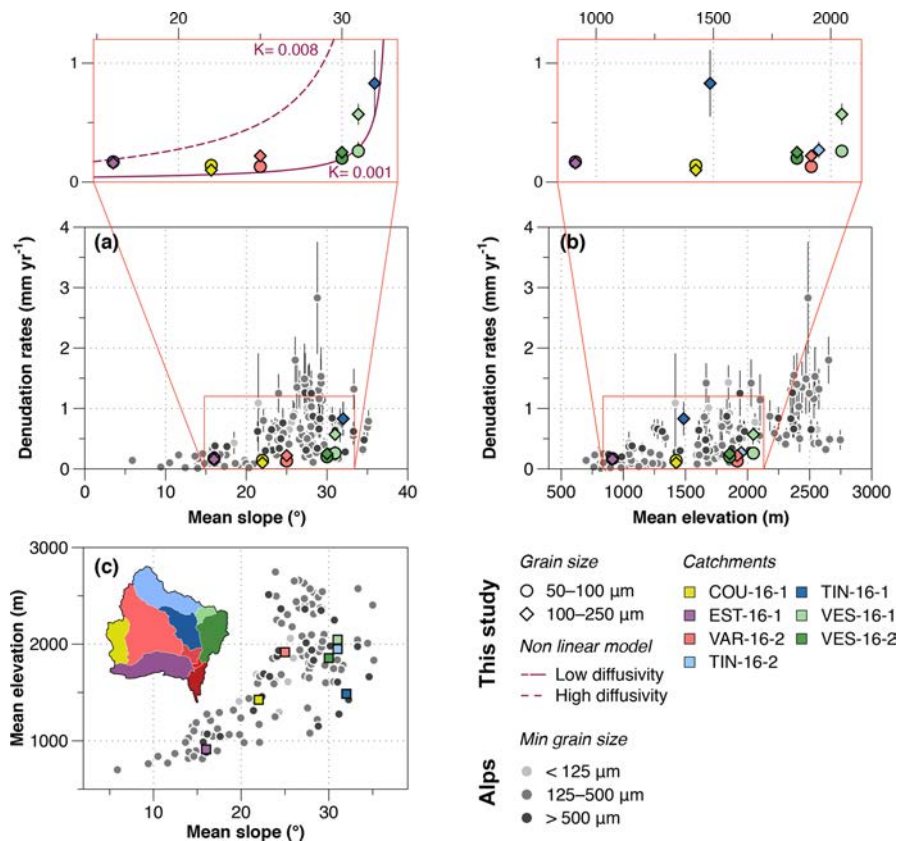 20
30
1000
1500
2000
1
0
K= 0.008
K= 0.001
1
0
Denudation rates (mm yr⁻¹)
4
3
2
1
0
(a)
0
10
20
30
40
Mean slope (°)
Denudation rates (mm yr⁻¹)
4
3
2
1
0
(b)
500
1000
1500
2000
2500
3000
Mean elevation (m)
Mean elevation (m)
3000
2000
1000
(c)
10
20
30
Mean slope (°)
This study
Grain size
50–100 µm
100–250 µm
Non linear model
Low diffusivity
High diffusivity
Catchments
COU-16-1
EST-16-1
VAR-16-2
TIN-16-2
TIN-16-1
VES-16-1
VES-16-2
Alps
Min grain size
< 125 µm
125–500 µm
> 500 µm